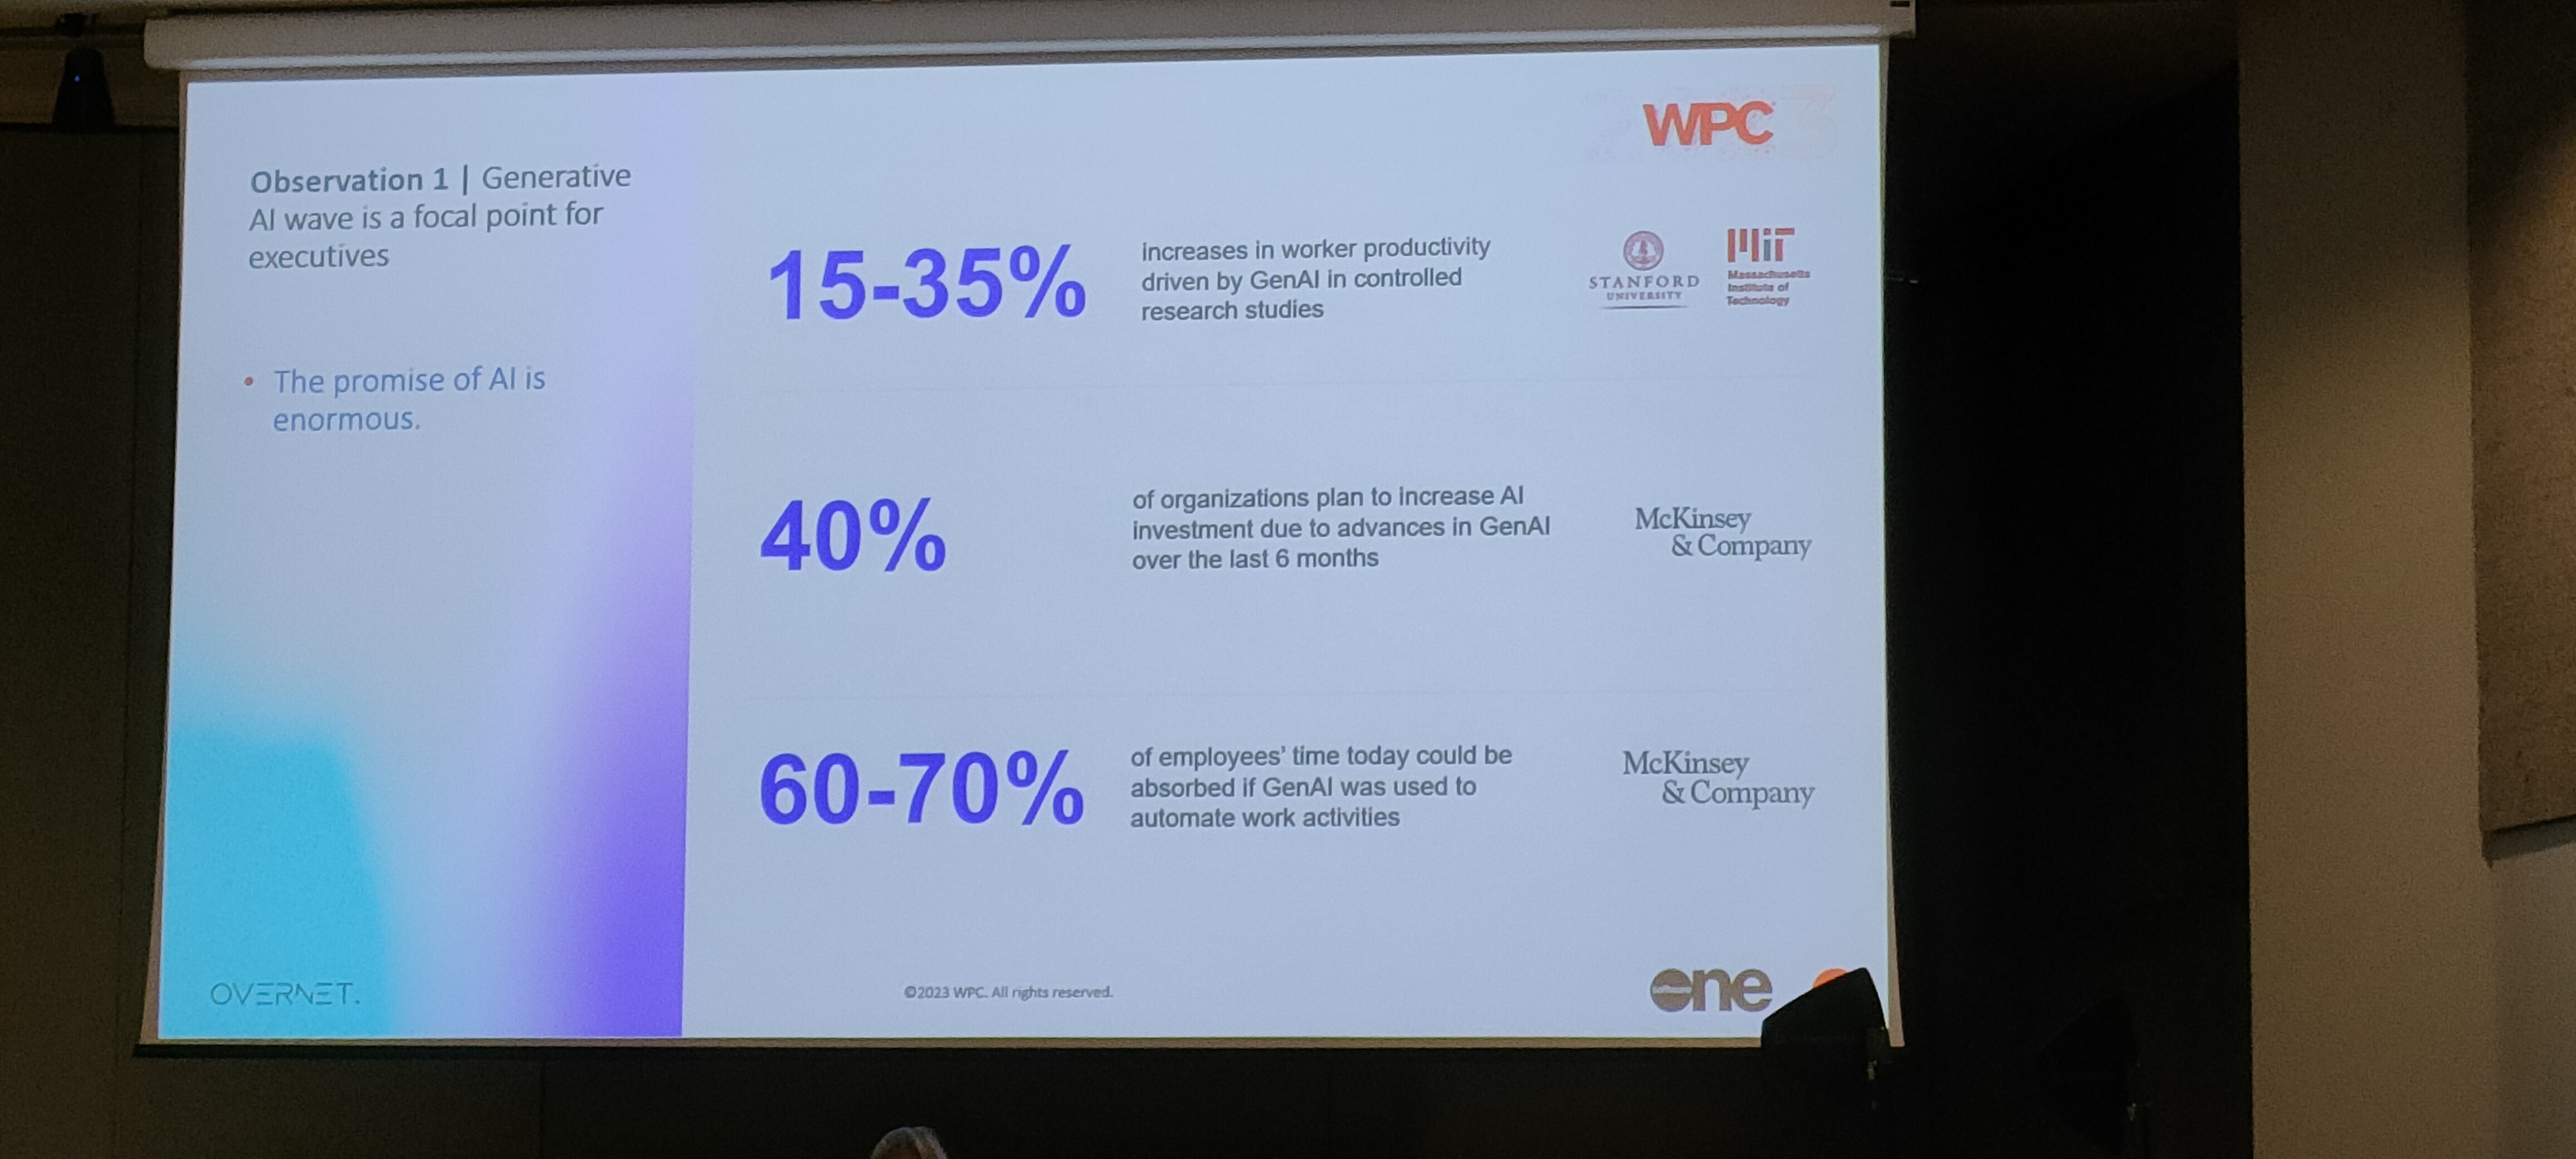 WPC
Observation 1 | Generative
AI wave is a focal point for
executives
• The promise of AI is
enormous.
15-35%
increases in worker productivity
driven by GenAI in controlled
research studies
STANFORD
UNIVERSITY
MIT
Massachusetts
Institute of
Technology
40%
of organizations plan to increase AI
investment due to advances in GenAI
over the last 6 months
McKinsey
& Company
60-70%
of employees' time today could be
absorbed if GenAI was used to
automate work activities
McKinsey
& Company
OVERNET.
©2023 WPC. All rights reserved.
one